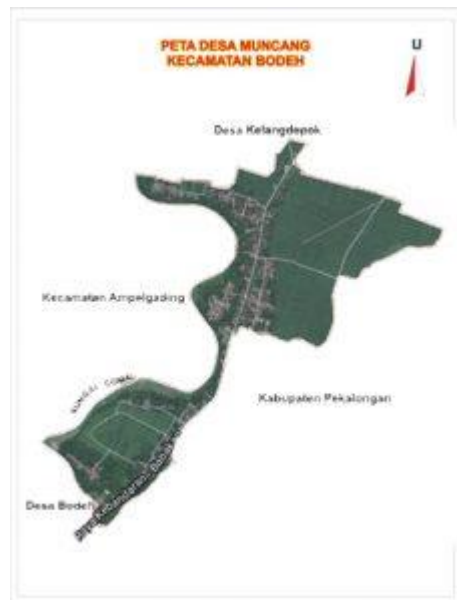 PETA DESA MUNCANG
KECAMATAN BODEH
U
Desa Kelangdepok
Kecamatan Ampelgading
SUNGAI COMAL
Kabupaten Pekalongan
Desa Bodeh